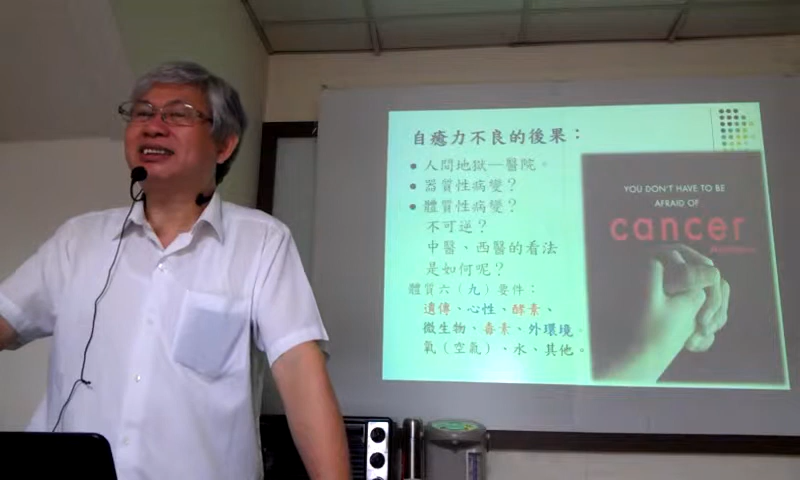 自癒力不良的後果：
● 人間地獄─醫院。
● 器質性病變？
● 體質性病變？
不可逆？
中醫、西醫的看法
是如何呢？
體質六（九）要件：
遺傳、心性、酵素、
微生物、毒素、外環境、
氧（空氣）、水、其他。
YOU DON'T HAVE TO BE
AFRAID OF
cancer